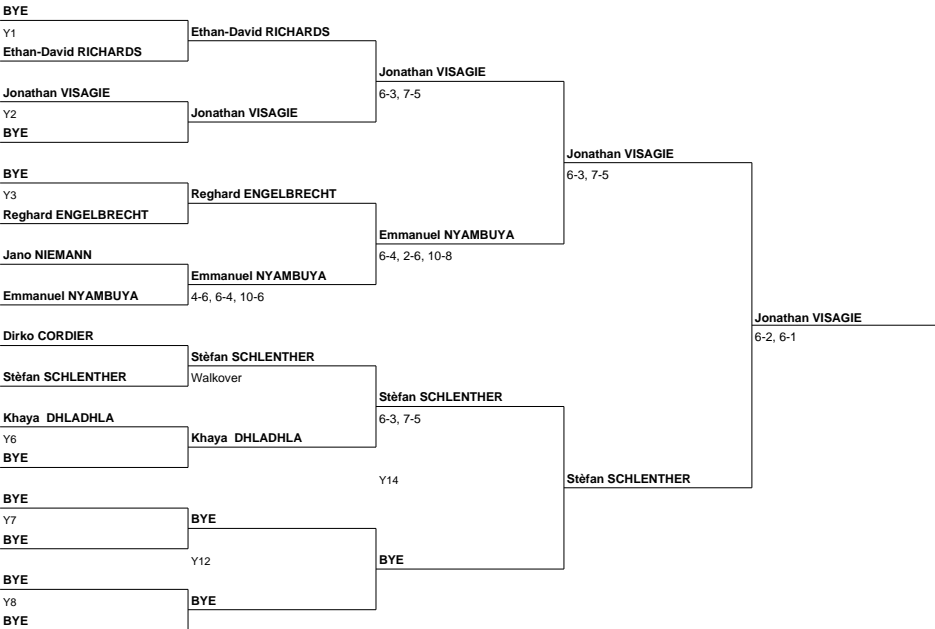 BYE
Y1
Ethan-David RICHARDS
Jonathan VISAGIE
Y2
BYE
BYE
Y3
Reghard ENGELBRECHT
Jano NIEMANN
Emmanuel NYAMBUYA
Dirko CORDIER
Stèfan SCHLENTHER
Khaya  DHLADHLA
Y6
BYE
BYE
Y7
BYE
BYE
Y8
BYE
Ethan-David RICHARDS
Jonathan VISAGIE
Reghard ENGELBRECHT
Emmanuel NYAMBUYA
4-6, 6-4, 10-6
Stèfan SCHLENTHER
Walkover
Khaya  DHLADHLA
BYE
Y12
BYE
Jonathan VISAGIE
6-3, 7-5
Emmanuel NYAMBUYA
6-4, 2-6, 10-8
Stèfan SCHLENTHER
6-3, 7-5
Y14
BYE
Jonathan VISAGIE
6-3, 7-5
Stèfan SCHLENTHER
Jonathan VISAGIE
6-2, 6-1